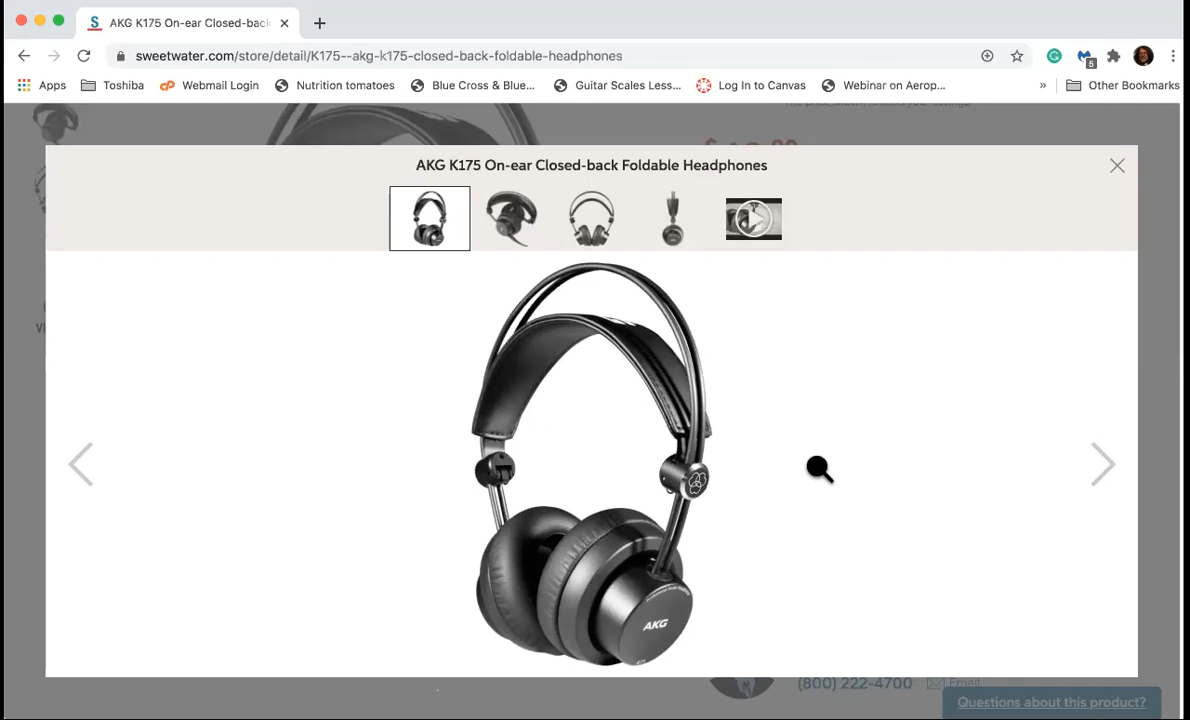 AKG K175 On-ear Closed-back
sweetwater.com/store/detail/K175--akg-k175-closed-back-foldable-headphones
5
Apps Toshiba Webmail Login Nutrition tomatoes Blue Cross & Blue... Guitar Scales Less... Log In to Canvas Webinar on Aerop... » Other Bookmarks
AKG K175 On-ear Closed-back Foldable Headphones
AKG
(800) 222-4700 Email
Questions about this product?